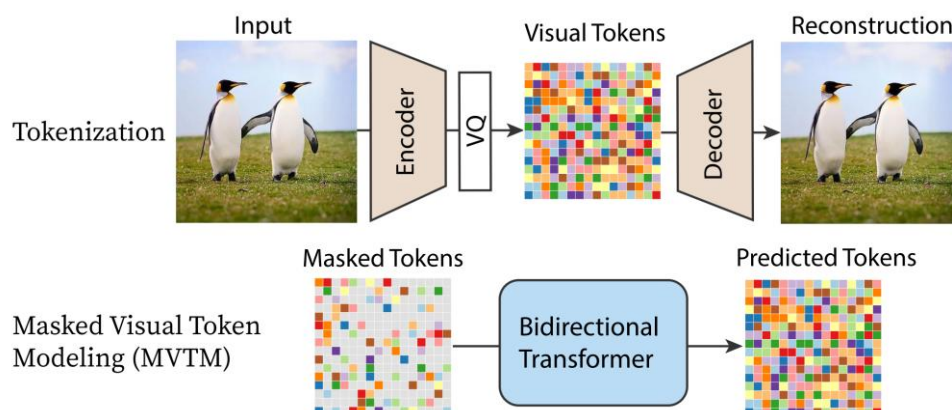 Input
Visual Tokens
Reconstruction
Tokenization
Encoder
VQ
Decoder
Masked Tokens
Predicted Tokens
Masked Visual Token
Modeling (MVTM)
Bidirectional
Transformer